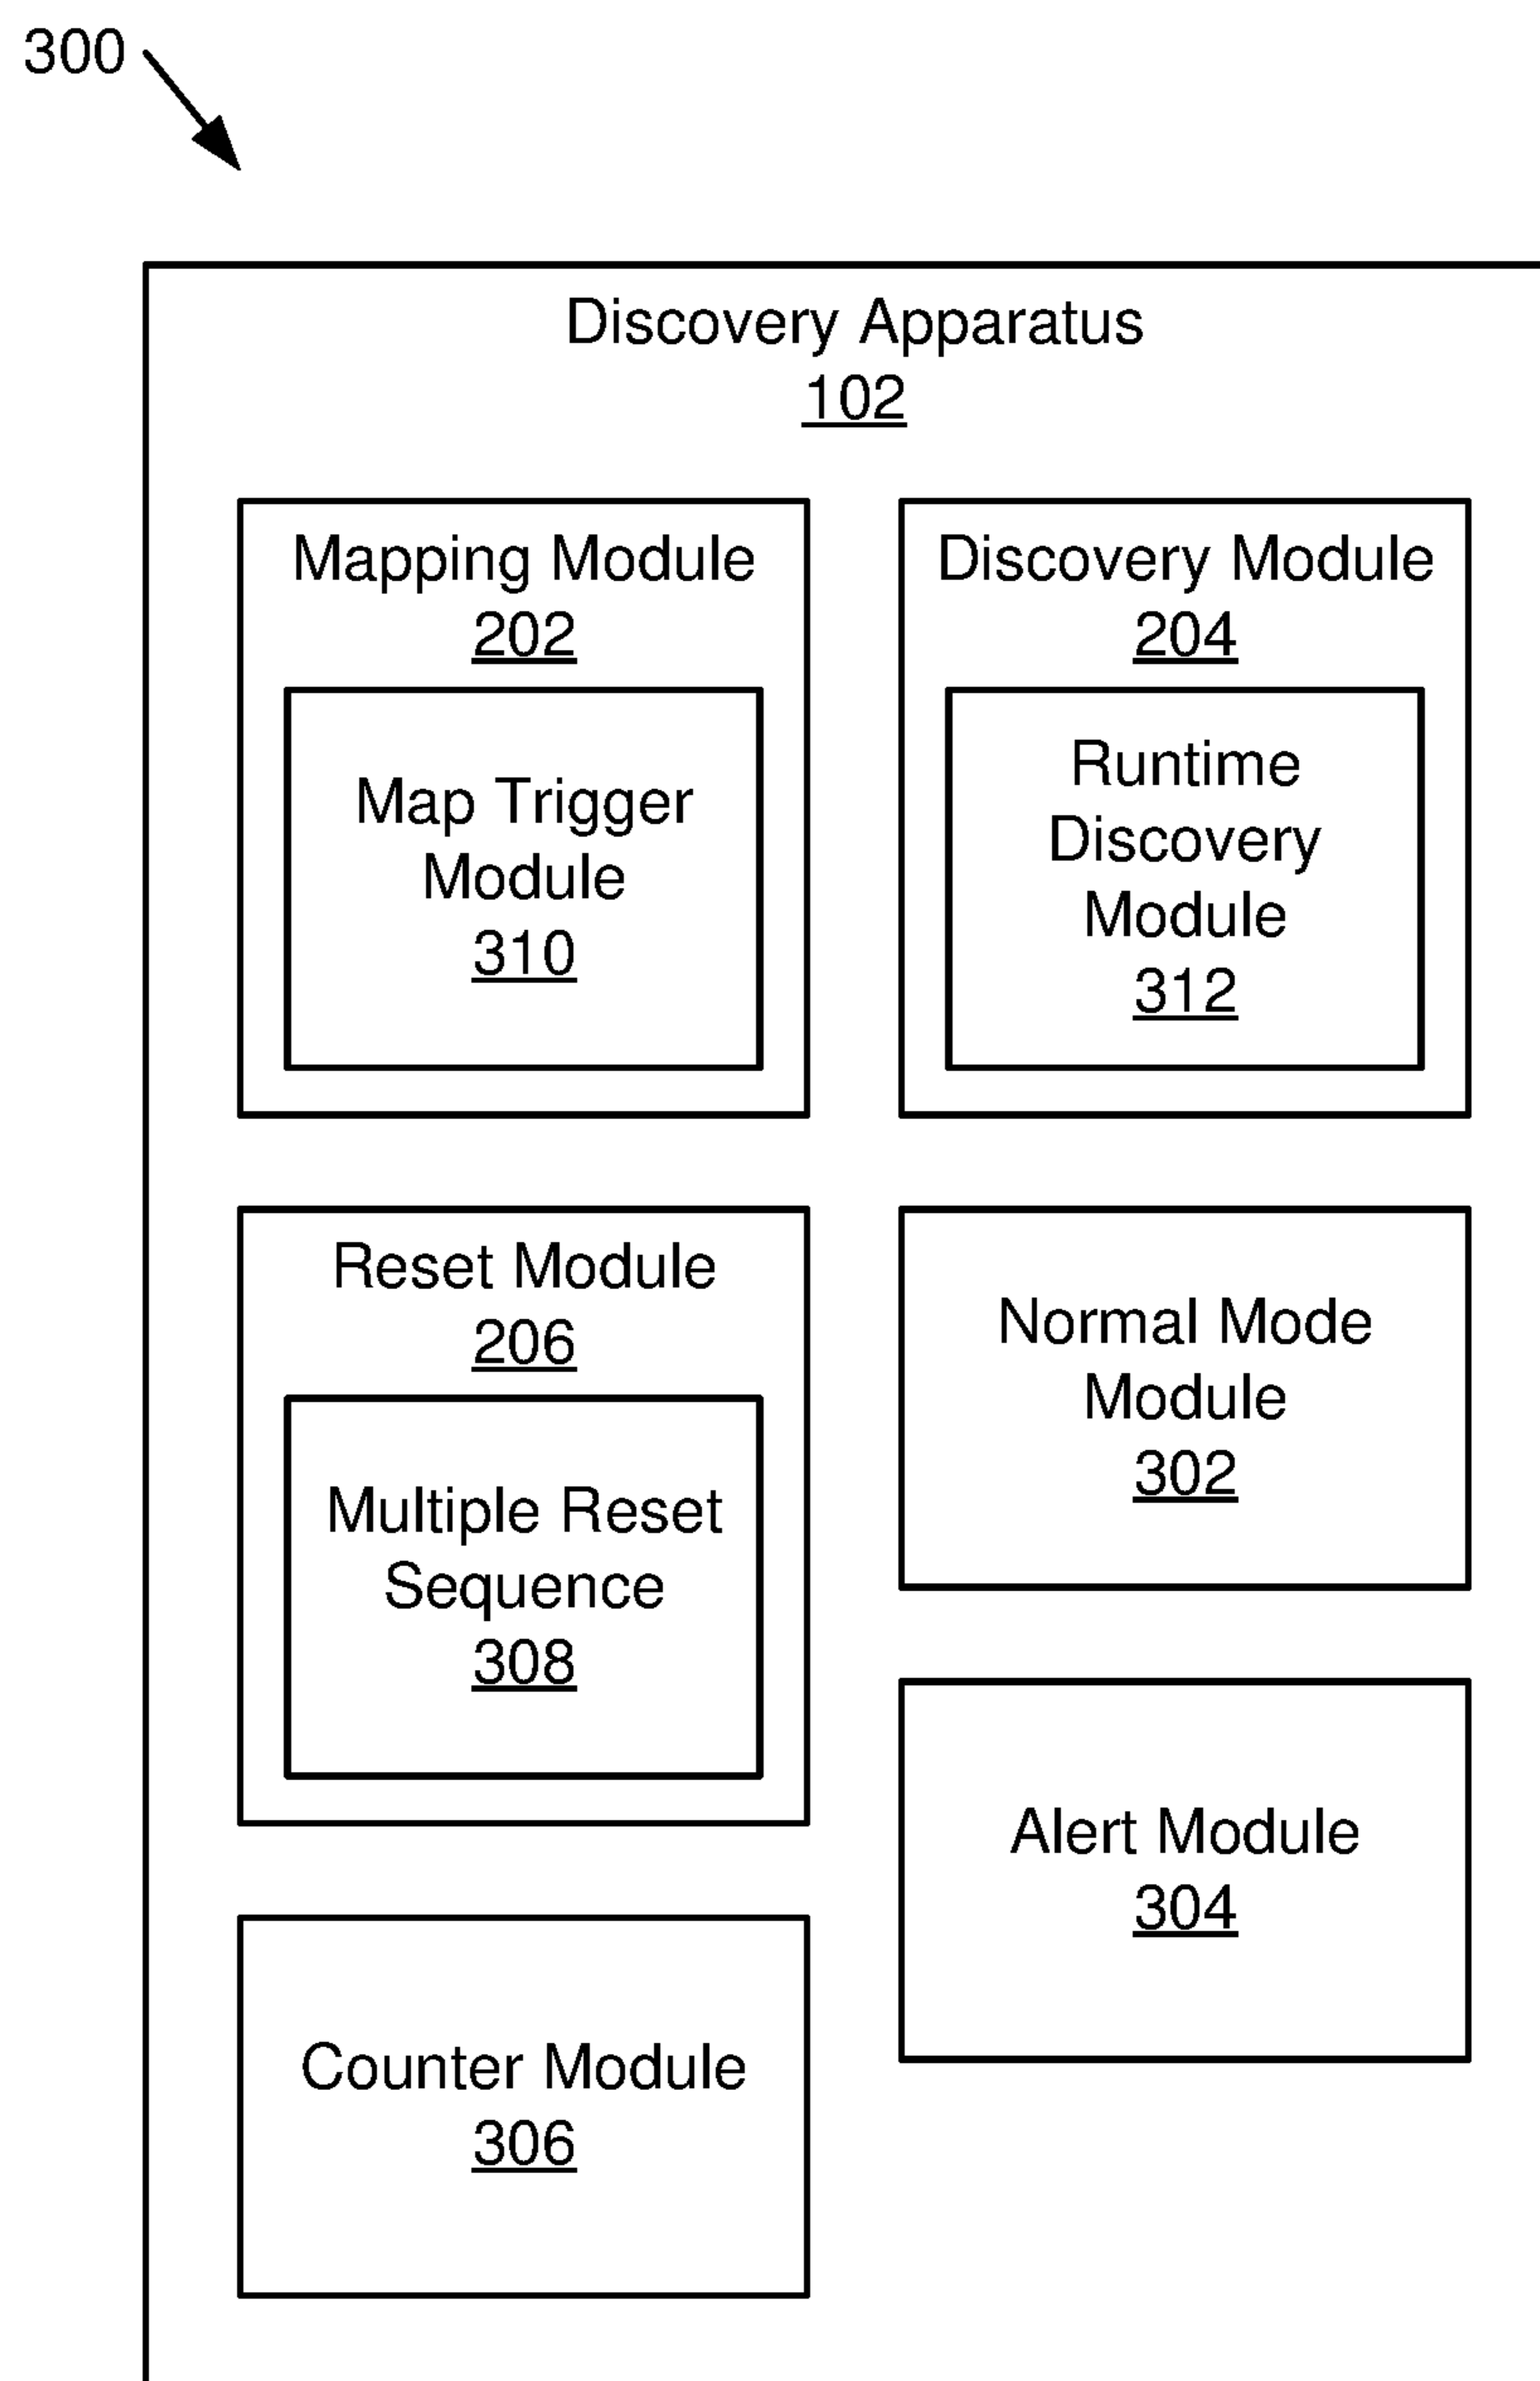 300
Discovery Apparatus
102
Mapping Module
202
Map Trigger
Module
310
Discovery Module
204
Runtime
Discovery
Module
312
Reset Module
206
Multiple Reset
Sequence
308
Normal Mode
Module
302
Alert Module
304
Counter Module
306